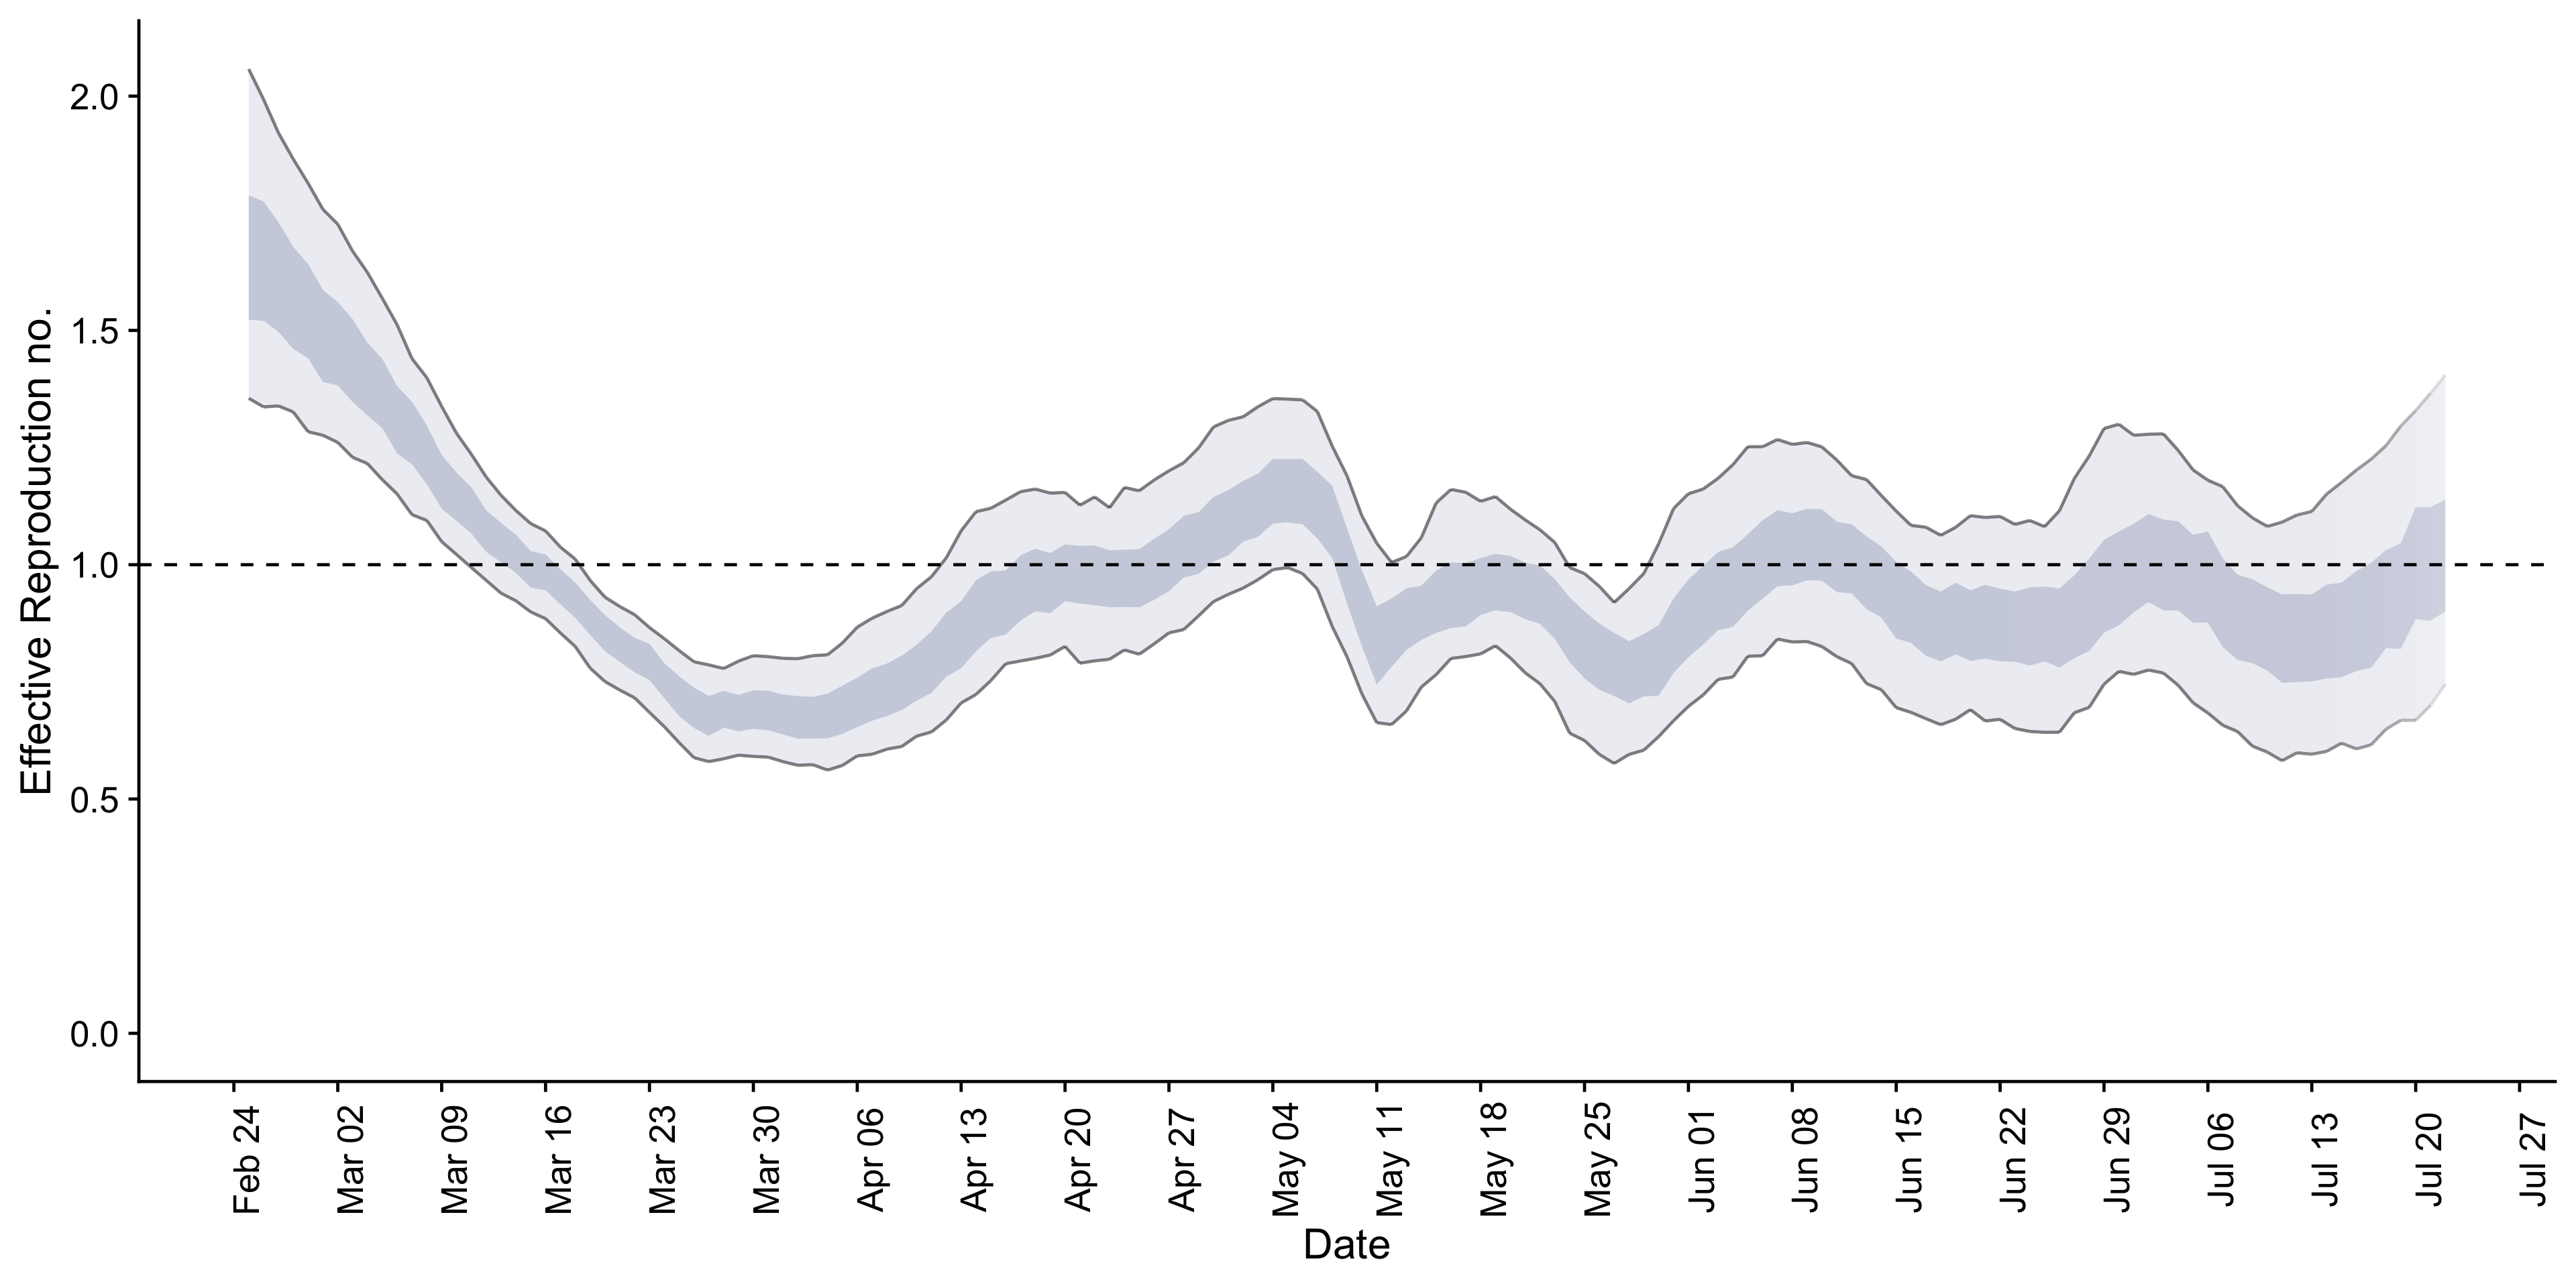 Effective Reproduction no.
2.0
1.5
1.0
0.5
0.0
Feb 24
Mar 02
Mar 09
Mar 16
Mar 23
Mar 30
Apr 06
Apr 13
Apr 20
Apr 27
May 04
May 11
May 18
May 25
Jun 01
Jun 08
Jun 15
Jun 22
Jun 29
Jul 06
Jul 13
Jul 20
Jul 27
Date